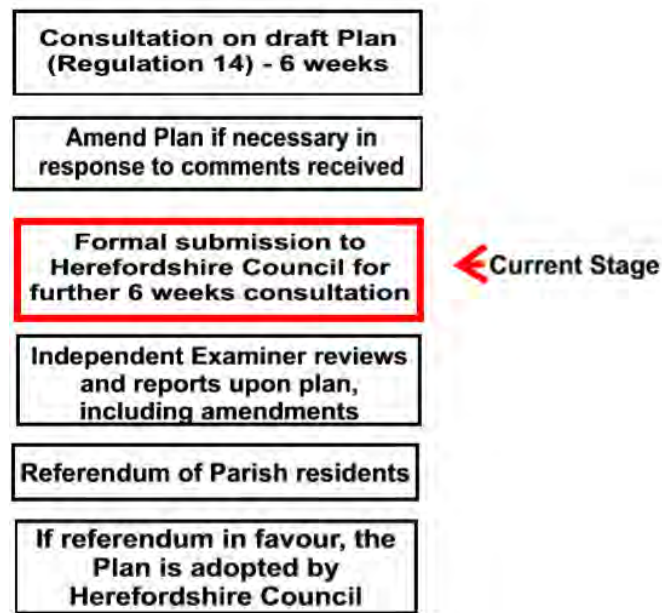 Consultation on draft Plan
(Regulation 14) - 6 weeks
Amend Plan if necessary in
response to comments received
Formal submission to
Herefordshire Council for
further 6 weeks consultation
Current Stage
Independent Examiner reviews
and reports upon plan,
including amendments
Referendum of Parish residents
If referendum in favour, the
Plan is adopted by
Herefordshire Council